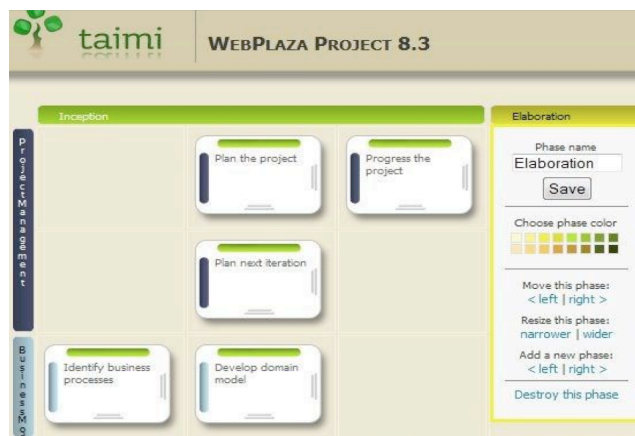 taimi
WEBPLAZA PROJECT 8.3
Inception
Elaboration
ProjectManagement
Plan the project
Progress the
project
Plan next iteration
BusinessMg
Identify business
processes
Develop domain
model
Phase name
Elaboration
Save
Choose phase color
Move this phase:
< left | right >
Resize this phase:
narrower | wider
Add a new phase:
< left | right >
Destroy this phase